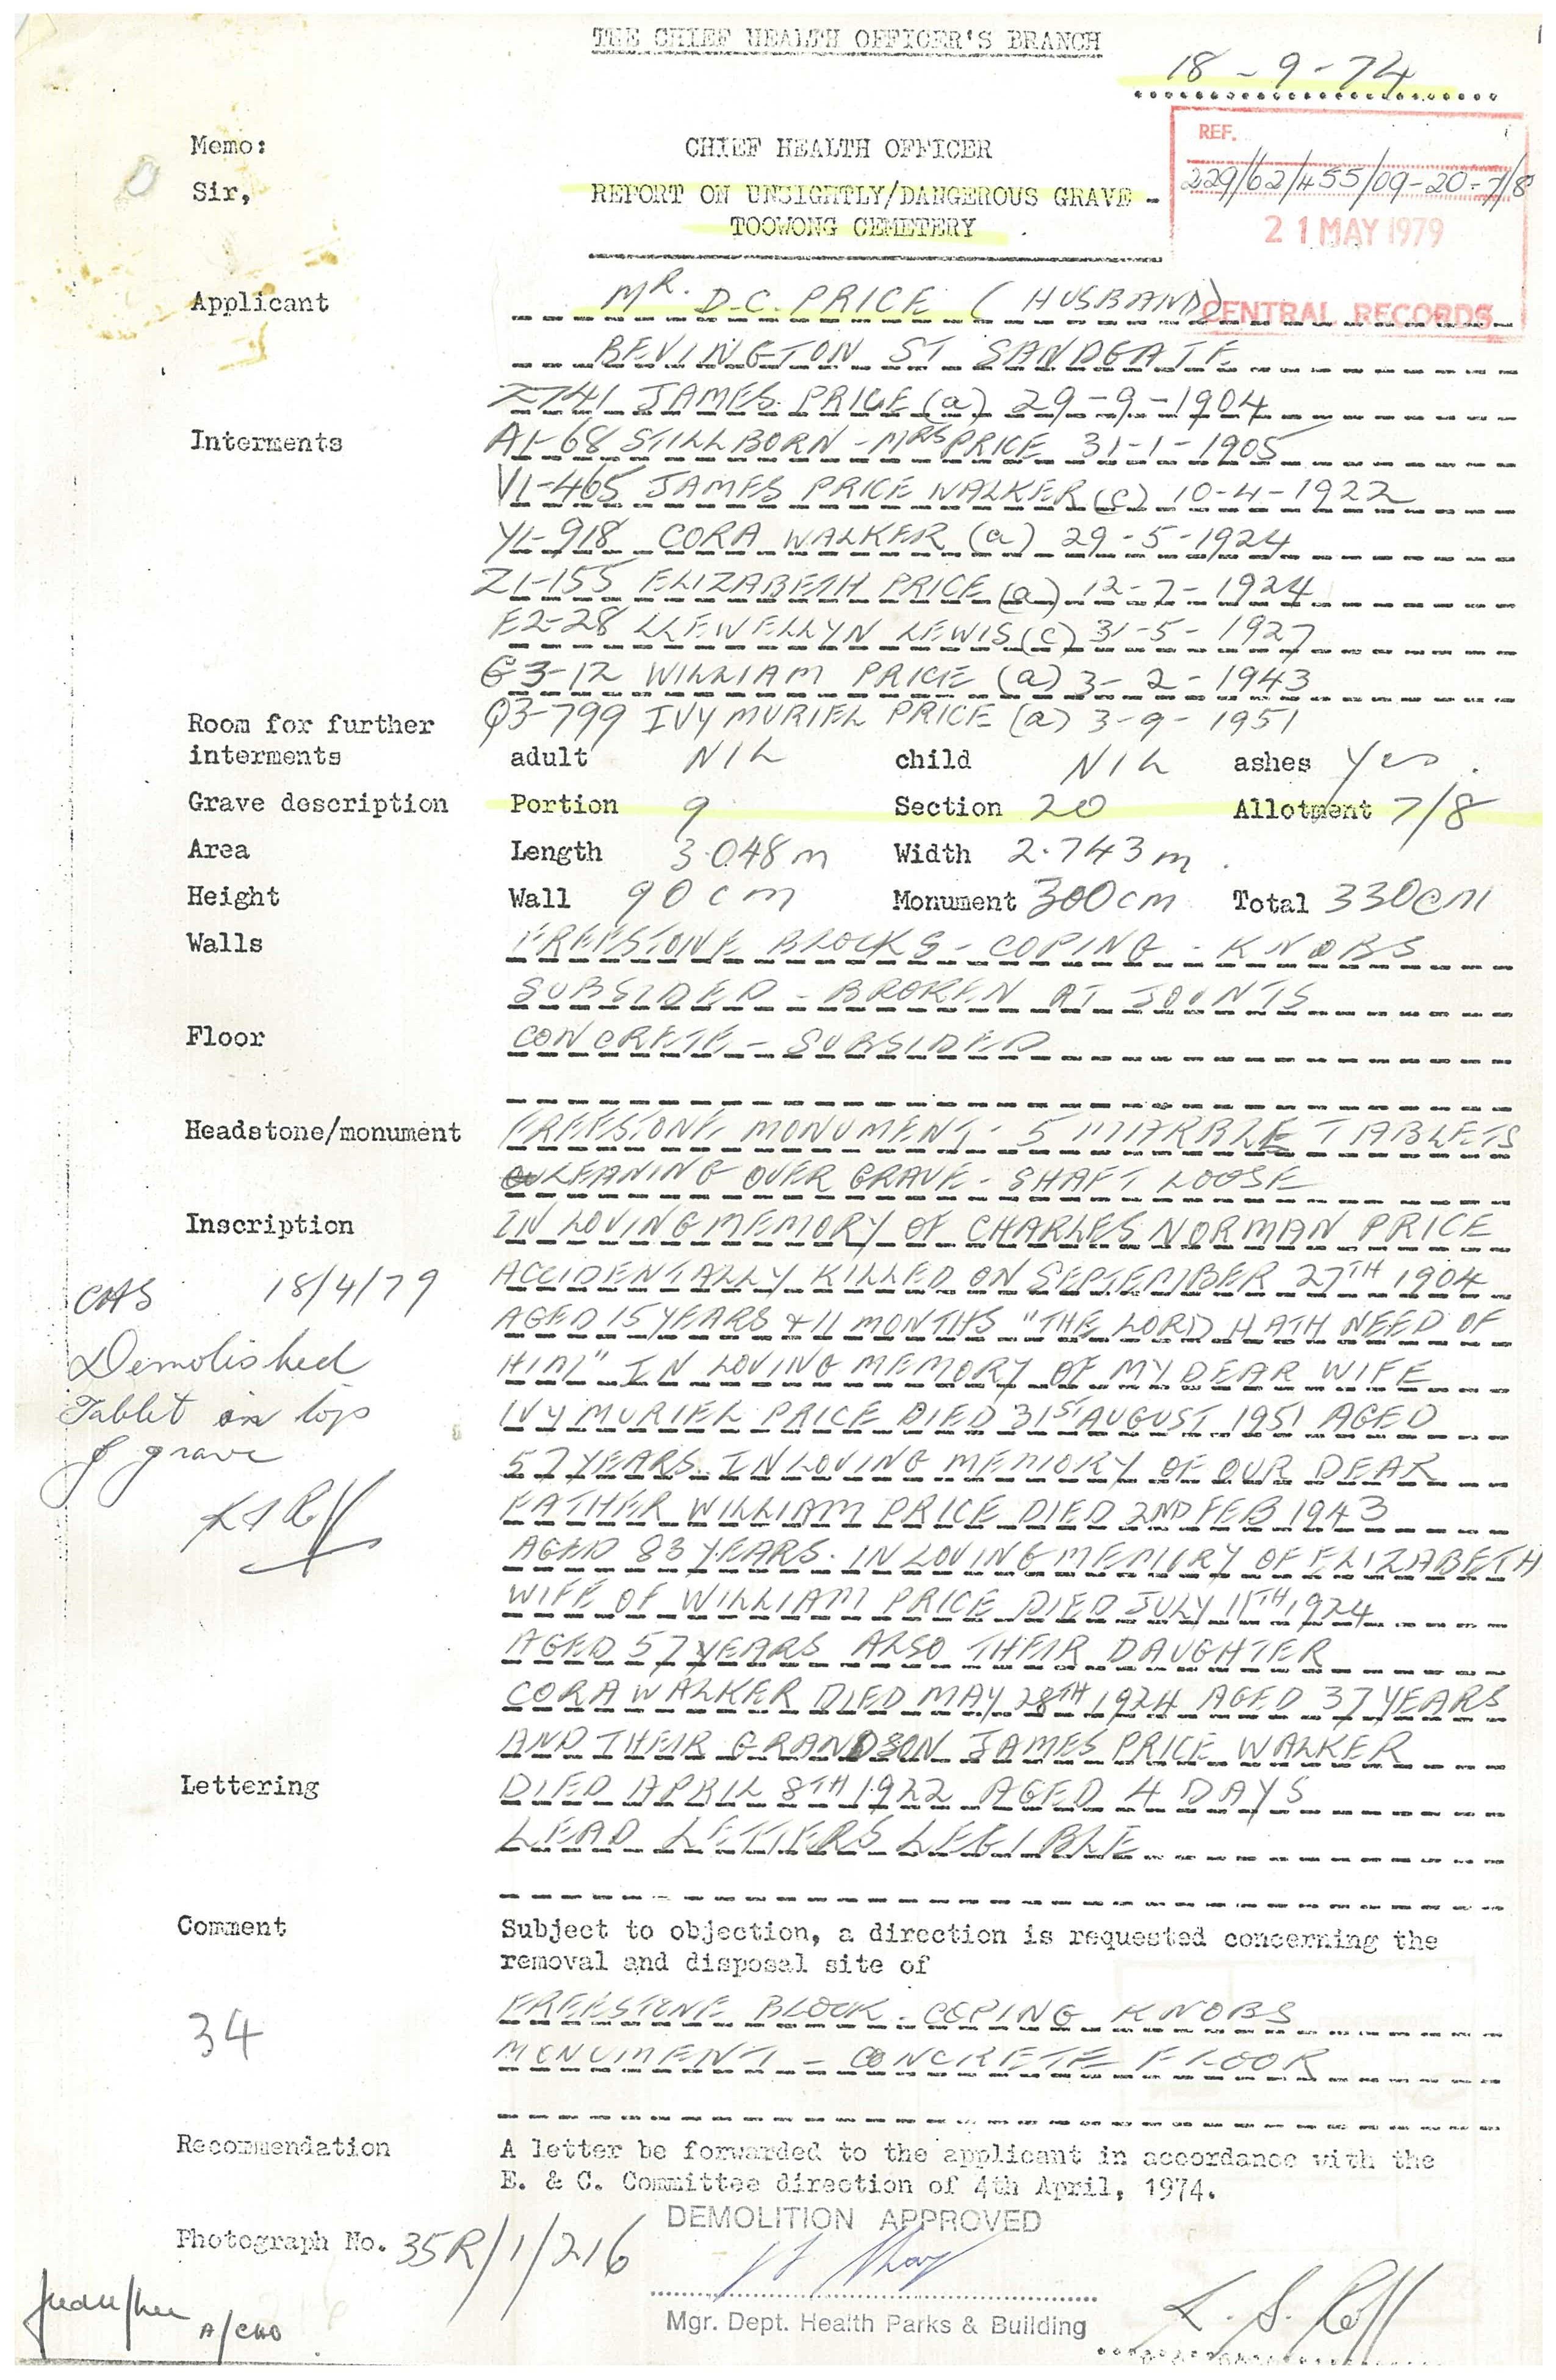 THE CHIEF HEALTH OFFICER'S BRANCH
18-9-74
Memo:
CHIEF HEALTH OFFICER
REF.
229/62/455/09-20-7/8
Sir,
REPORT ON UNSIGHTLY/DANGEROUS GRAVE -
TOOWONG CEMETERY
21 MAY 1979
CENTRAL RECORDS
Applicant MR. D.C. PRICE (HUSBAND)
BEVINGTON ST SANDGATE
2741 JAMES PRICE (a) 29-9-1904
Interments A1-68 STILLBORN - MRS PRICE 31-1-1905
V1-465 JAMES PRICE WALKER (c) 10-4-1922
Y1-918 CORA WALKER (a) 29-5-1924
Z1-155 ELIZABETH PRICE (a) 12-7-1924
E2-28 LLEWELLYN LEWIS (c) 31-5-1927
G3-12 WILLIAM PRICE (a) 3-2-1943
Room for further Q3-799 IVY MURIEL PRICE (a) 3-9-1951
interments adult NIL child NIL ashes yes.
Grave description Portion 9 Section 20 Allotment 7/8
Area Length 3.048m Width 2.743m.
Height Wall 90cm Monument 300cm Total 330cm
Walls FREESTONE BLOCKS - COPING - KNOBS
SUBSIDED - BROKEN AT JOINTS
Floor CONCRETE - SUBSIDED
Headstone/monument FREESTONE MONUMENT - 5 MARBLE TABLETS
LEANING OVER GRAVE - SHAFT LOOSE
Inscription IN LOVING MEMORY OF CHARLES NORMAN PRICE
ACCIDENTALLY KILLED ON SEPTEMBER 27TH 1904
AGED 15 YEARS & 11 MONTHS "THE LORD HATH NEED OF
HIM" IN LOVING MEMORY OF MY DEAR WIFE
IVY MURIEL PRICE DIED 31ST AUGUST 1951 AGED
57 YEARS. IN LOVING MEMORY OF OUR DEAR
FATHER WILLIAM PRICE DIED 2ND FEB 1943
AGED 83 YEARS. IN LOVING MEMORY OF ELIZABETH
WIFE OF WILLIAM PRICE DIED JULY 11TH 1924
AGED 57 YEARS ALSO THEIR DAUGHTER
CORA WALKER DIED MAY 28TH 1924 AGED 37 YEARS
AND THEIR GRANDSON JAMES PRICE WALKER
Lettering DIED APRIL 8TH 1922 AGED 4 DAYS
LEAD LETTERS LEGIBLE
18/4/79
Demolished
Tablet on top
of grave
Comment Subject to objection, a direction is requested concerning the
removal and disposal site of
34 FREESTONE BLOCK - COPING KNOBS
MONUMENT - CONCRETE FLOOR
Recommendation A letter be forwarded to the applicant in accordance with the
E. & C. Committee direction of 4th April, 1974.
DEMOLITION APPROVED
Photograph No. 35R/1/216
A/CHO
Mgr. Dept. Health Parks & Building